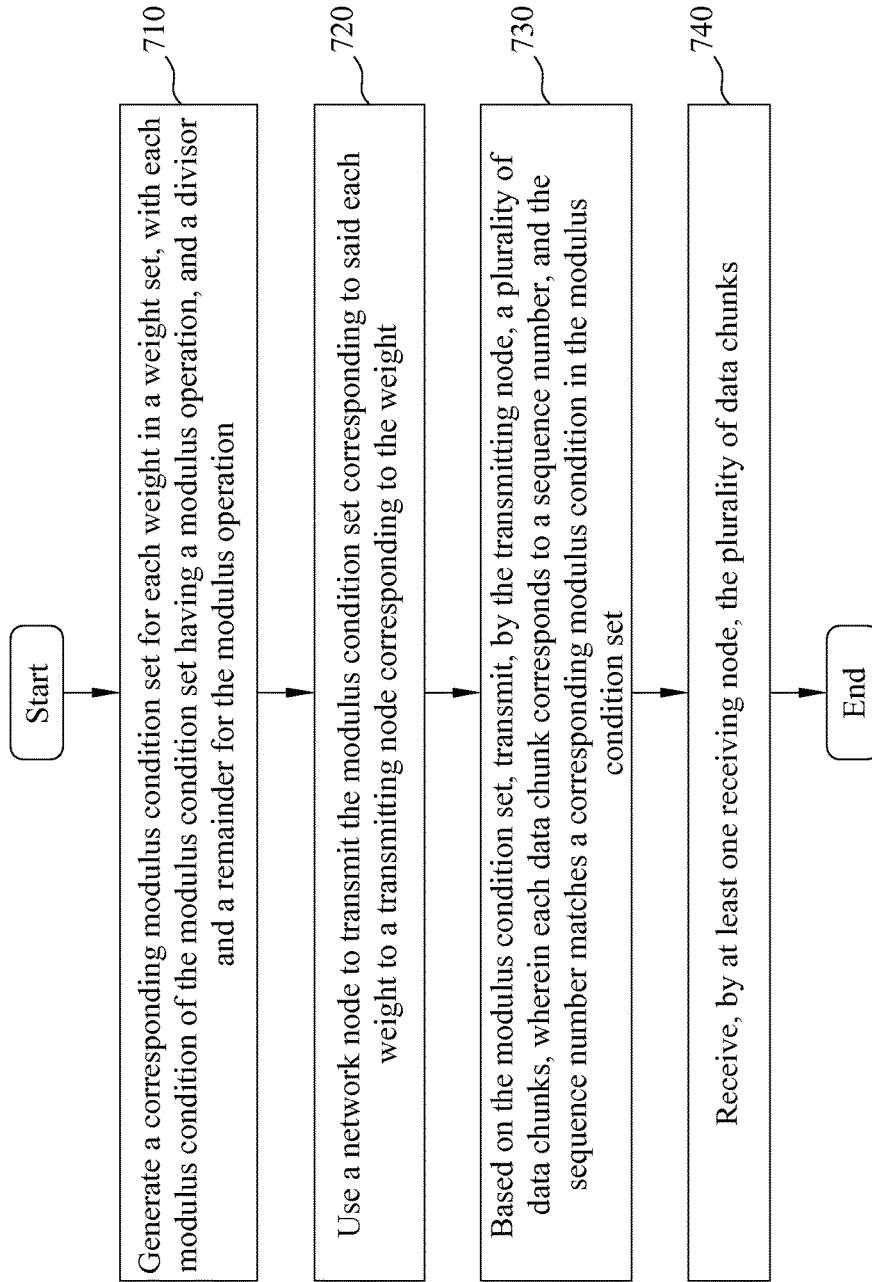 Start
Generate a corresponding modulus condition set for each weight in a weight set, with each
modulus condition of the modulus condition set having a modulus operation, and a divisor
and a remainder for the modulus operation
710
Use a network node to transmit the modulus condition set corresponding to said each
weight to a transmitting node corresponding to the weight
720
Based on the modulus condition set, transmit, by the transmitting node, a plurality of
data chunks, wherein each data chunk corresponds to a sequence number, and the
sequence number matches a corresponding modulus condition in the modulus
condition set
730
Receive, by at least one receiving node, the plurality of data chunks
740
End